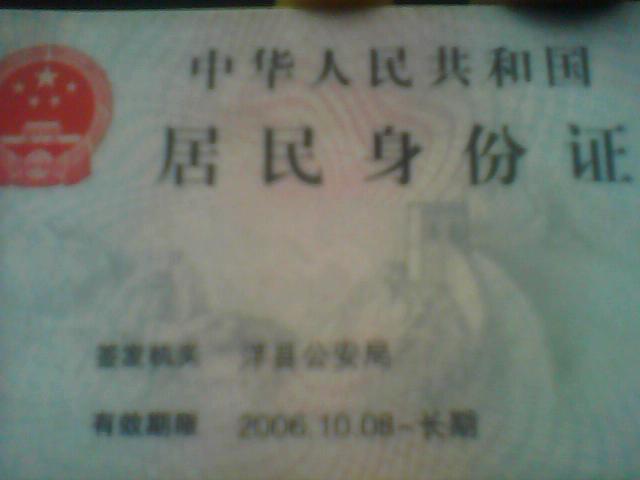 中华人民共和国
居民身份证
签发机关 洋县公安局
有效期限 2006.10.08-长期